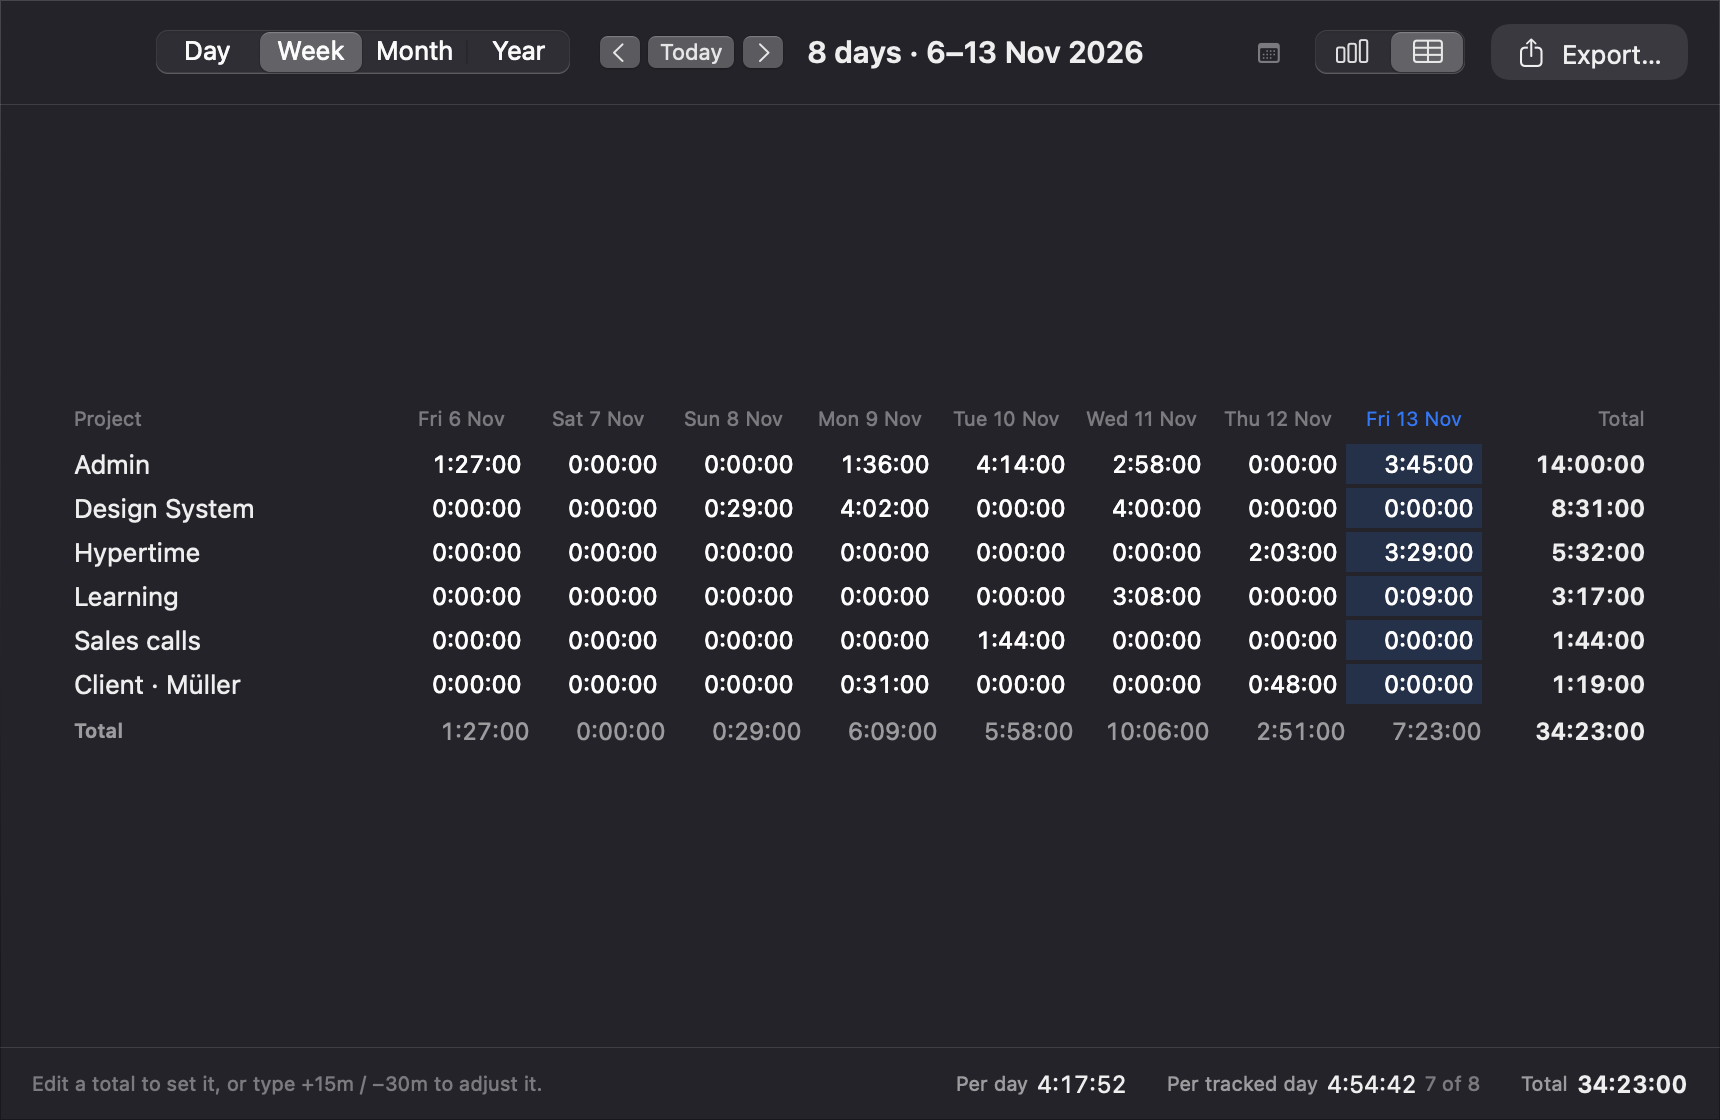 Day Week Month Year Today 8 days · 6–13 Nov 2026 Export...
Project Fri 6 Nov Sat 7 Nov Sun 8 Nov Mon 9 Nov Tue 10 Nov Wed 11 Nov Thu 12 Nov Fri 13 Nov Total
Admin 1:27:00 0:00:00 0:00:00 1:36:00 4:14:00 2:58:00 0:00:00 3:45:00 14:00:00
Design System 0:00:00 0:00:00 0:29:00 4:02:00 0:00:00 4:00:00 0:00:00 0:00:00 8:31:00
Hypertime 0:00:00 0:00:00 0:00:00 0:00:00 0:00:00 0:00:00 2:03:00 3:29:00 5:32:00
Learning 0:00:00 0:00:00 0:00:00 0:00:00 0:00:00 3:08:00 0:00:00 0:09:00 3:17:00
Sales calls 0:00:00 0:00:00 0:00:00 0:00:00 1:44:00 0:00:00 0:00:00 0:00:00 1:44:00
Client · Müller 0:00:00 0:00:00 0:00:00 0:31:00 0:00:00 0:00:00 0:48:00 0:00:00 1:19:00
Total 1:27:00 0:00:00 0:29:00 6:09:00 5:58:00 10:06:00 2:51:00 7:23:00 34:23:00
Edit a total to set it, or type +15m / −30m to adjust it. Per day 4:17:52 Per tracked day 4:54:42 7 of 8 Total 34:23:00